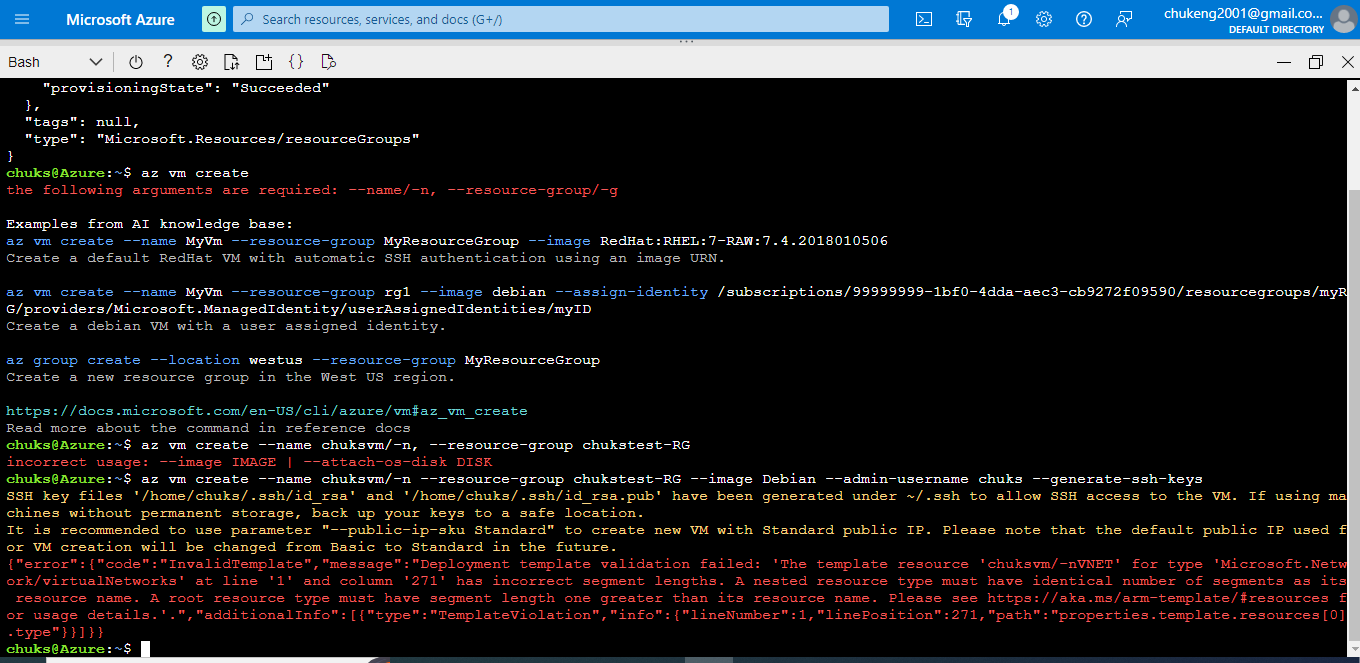 Microsoft Azure
Search resources, services, and docs (G+/)
1
chukeng2001@gmail.co...
DEFAULT DIRECTORY
Bash
?
{}
"provisioningState": "Succeeded"
},
"tags": null,
"type": "Microsoft.Resources/resourceGroups"
}
chuks@Azure:~$ az vm create
the following arguments are required: --name/-n, --resource-group/-g
Examples from AI knowledge base:
az vm create --name MyVm --resource-group MyResourceGroup --image RedHat:RHEL:7-RAW:7.4.2018010506
Create a default RedHat VM with automatic SSH authentication using an image URN.
az vm create --name MyVm --resource-group rg1 --image debian --assign-identity /subscriptions/99999999-1bf0-4dda-aec3-cb9272f09590/resourcegroups/myR
G/providers/Microsoft.ManagedIdentity/userAssignedIdentities/myID
Create a debian VM with a user assigned identity.
az group create --location westus --resource-group MyResourceGroup
Create a new resource group in the West US region.
https://docs.microsoft.com/en-US/cli/azure/vm#az_vm_create
Read more about the command in reference docs
chuks@Azure:~$ az vm create --name chuksvm/-n, --resource-group chukstest-RG
incorrect usage: --image IMAGE | --attach-os-disk DISK
chuks@Azure:~$ az vm create --name chuksvm/-n --resource-group chukstest-RG --image Debian --admin-username chuks --generate-ssh-keys
SSH key files '/home/chuks/.ssh/id_rsa' and '/home/chuks/.ssh/id_rsa.pub' have been generated under ~/.ssh to allow SSH access to the VM. If using ma
chines without permanent storage, back up your keys to a safe location.
It is recommended to use parameter "--public-ip-sku Standard" to create new VM with Standard public IP. Please note that the default public IP used f
or VM creation will be changed from Basic to Standard in the future.
{"error":{"code":"InvalidTemplate","message":"Deployment template validation failed: 'The template resource 'chuksvm/-nVNET' for type 'Microsoft.Netw
ork/virtualNetworks' at line '1' and column '271' has incorrect segment lengths. A nested resource type must have identical number of segments as its
resource name. A root resource type must have segment length one greater than its resource name. Please see https://aka.ms/arm-template/#resources f
or usage details.'.","additionalInfo":[{"type":"TemplateViolation","info":{"lineNumber":1,"linePosition":271,"path":"properties.template.resources[0]
.type"}}]}}
chuks@Azure:~$